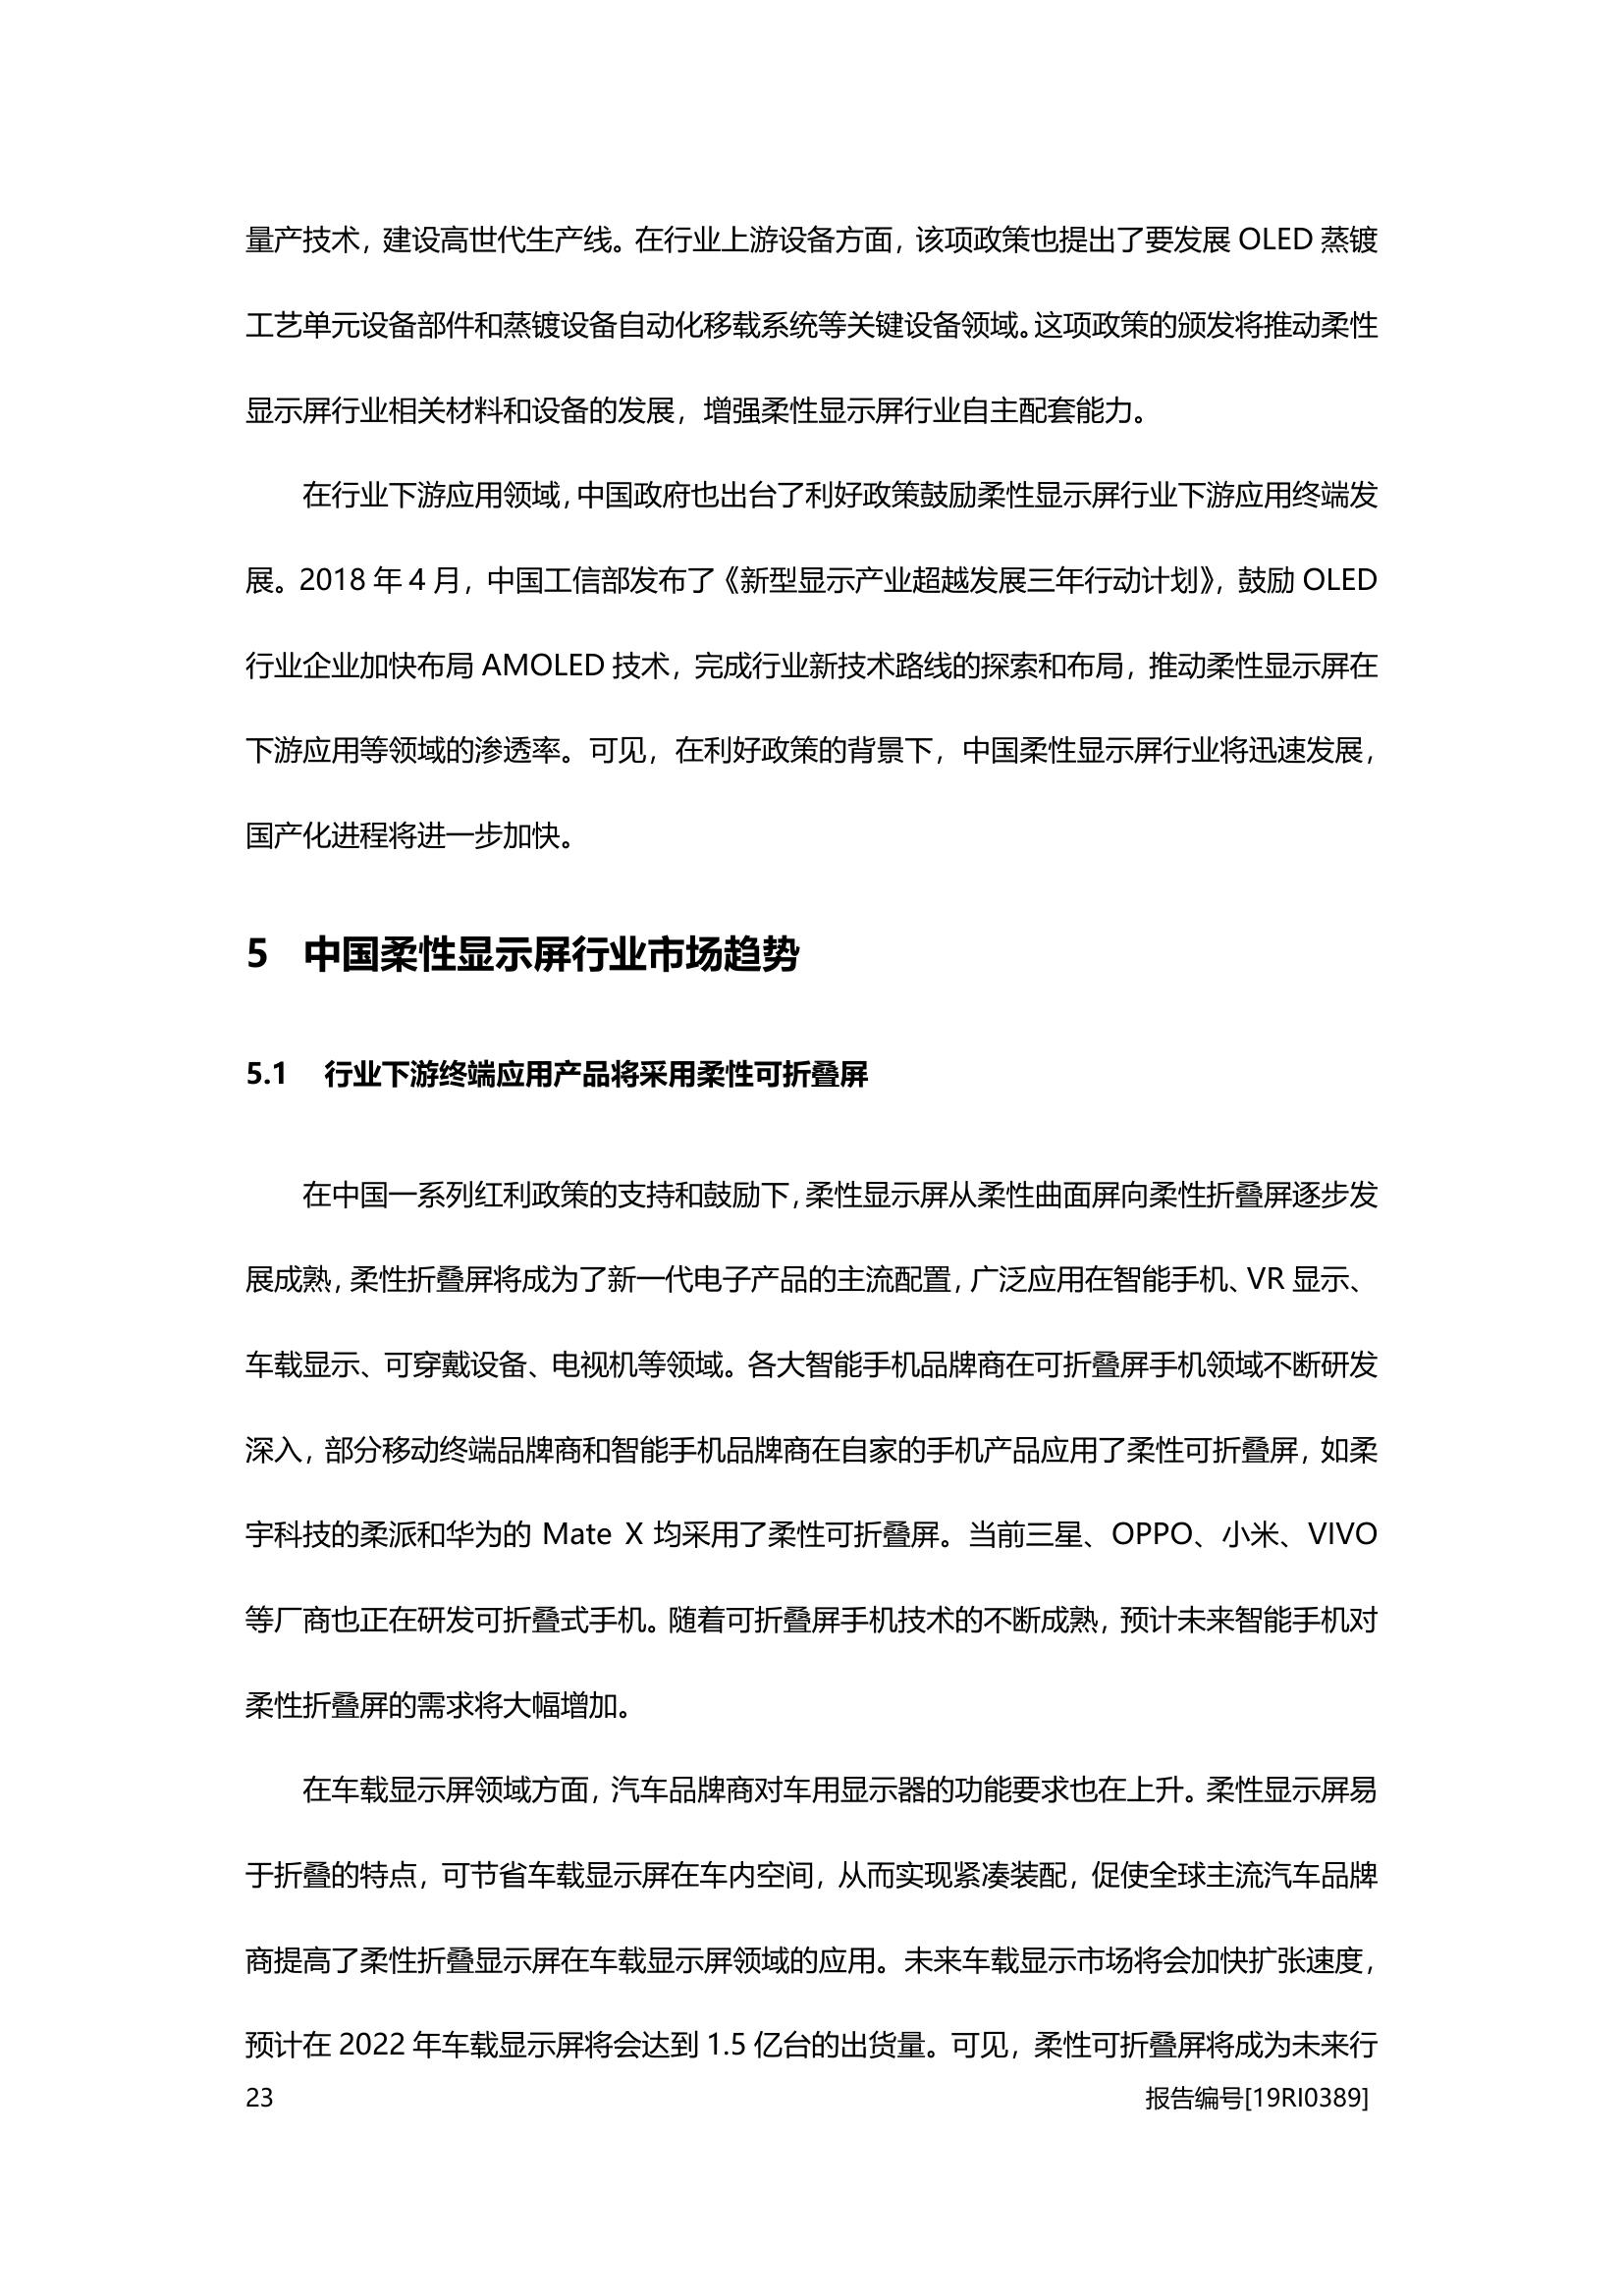 量产技术，建设高世代生产线。在行业上游设备方面，该项政策也提出了要发展 OLED 蒸镀
工艺单元设备部件和蒸镀设备自动化移载系统等关键设备领域。这项政策的颁发将推动柔性
显示屏行业相关材料和设备的发展，增强柔性显示屏行业自主配套能力。
在行业下游应用领域，中国政府也出台了利好政策鼓励柔性显示屏行业下游应用终端发
展。2018 年 4 月，中国工信部发布了《新型显示产业超越发展三年行动计划》，鼓励 OLED
行业企业加快布局 AMOLED 技术，完成行业新技术路线的探索和布局，推动柔性显示屏在
下游应用等领域的渗透率。可见，在利好政策的背景下，中国柔性显示屏行业将迅速发展，
国产化进程将进一步加快。
5 中国柔性显示屏行业市场趋势
5.1 行业下游终端应用产品将采用柔性可折叠屏
在中国一系列红利政策的支持和鼓励下，柔性显示屏从柔性曲面屏向柔性折叠屏逐步发
展成熟，柔性折叠屏将成为了新一代电子产品的主流配置，广泛应用在智能手机、VR 显示、
车载显示、可穿戴设备、电视机等领域。各大智能手机品牌商在可折叠屏手机领域不断研发
深入，部分移动终端品牌商和智能手机品牌商在自家的手机产品应用了柔性可折叠屏，如柔
宇科技的柔派和华为的 Mate X 均采用了柔性可折叠屏。当前三星、OPPO、小米、VIVO
等厂商也正在研发可折叠式手机。随着可折叠屏手机技术的不断成熟，预计未来智能手机对
柔性折叠屏的需求将大幅增加。
在车载显示屏领域方面，汽车品牌商对车用显示器的功能要求也在上升。柔性显示屏易
于折叠的特点，可节省车载显示屏在车内空间，从而实现紧凑装配，促使全球主流汽车品牌
商提高了柔性折叠显示屏在车载显示屏领域的应用。未来车载显示市场将会加快扩张速度，
预计在 2022 年车载显示屏将会达到 1.5 亿台的出货量。可见，柔性可折叠屏将成为未来行
23 报告编号[19RI0389]